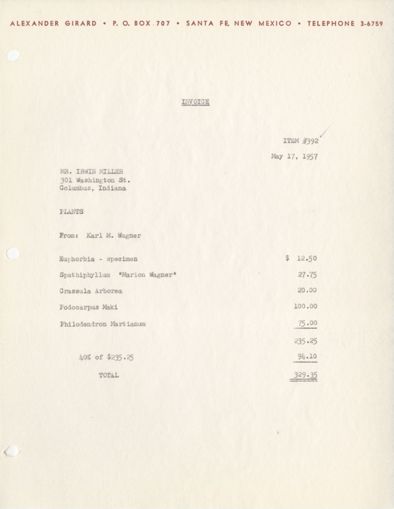 ALEXANDER GIRARD • P. O. BOX 707 • SANTA FE, NEW MEXICO • TELEPHONE 3-6759
INVOICE
ITEM #392
May 17, 1957
MR. IRWIN MILLER
301 Washington St.
Columbus, Indiana
PLANTS
From: Karl M. Wagner
Euphorbia - specimen $ 12.50
Spathiphyllum "Marion Wagner" 27.75
Crassula Arborea 20.00
Podocarpus Maki 100.00
Philodendron Martianum 75.00
235.25
40% of $235.25 94.10
TOTAL 329.35